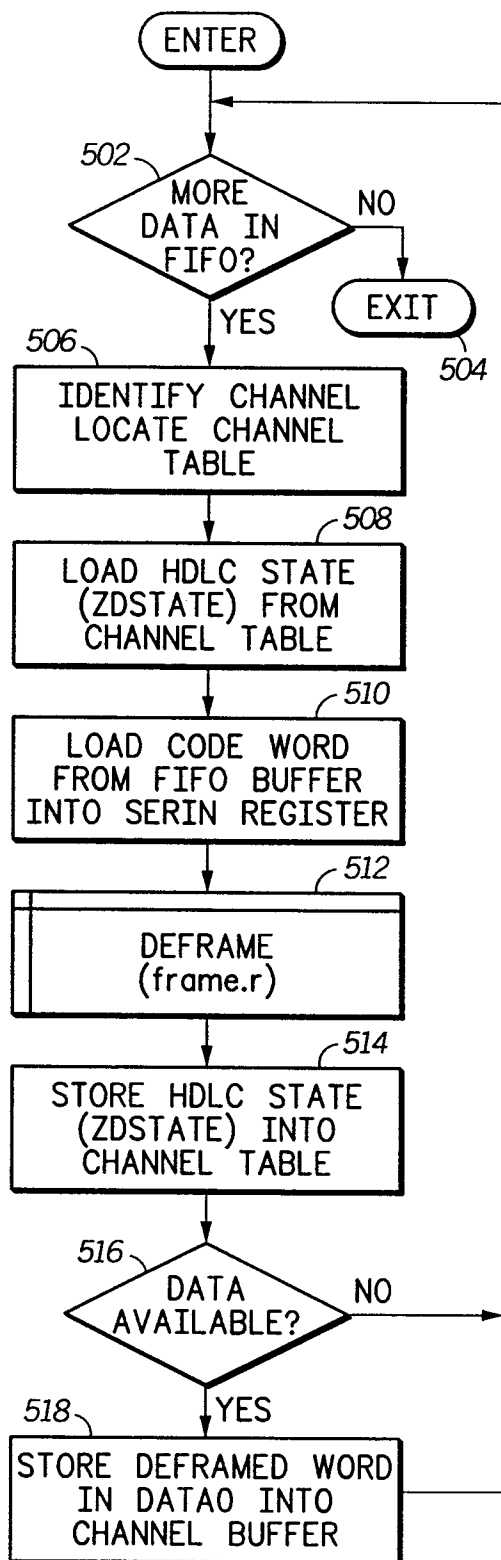 ENTER
502
MORE
DATA IN
FIFO?
NO
EXIT
504
YES
506
IDENTIFY CHANNEL
LOCATE CHANNEL
TABLE
508
LOAD HDLC STATE
(ZDSTATE) FROM
CHANNEL TABLE
510
LOAD CODE WORD
FROM FIFO BUFFER
INTO SERIN REGISTER
512
DEFRAME
(frame.r)
514
STORE HDLC STATE
(ZDSTATE) INTO
CHANNEL TABLE
516
DATA
AVAILABLE?
NO
YES
518
STORE DEFRAMED WORD
IN DATAO INTO
CHANNEL BUFFER